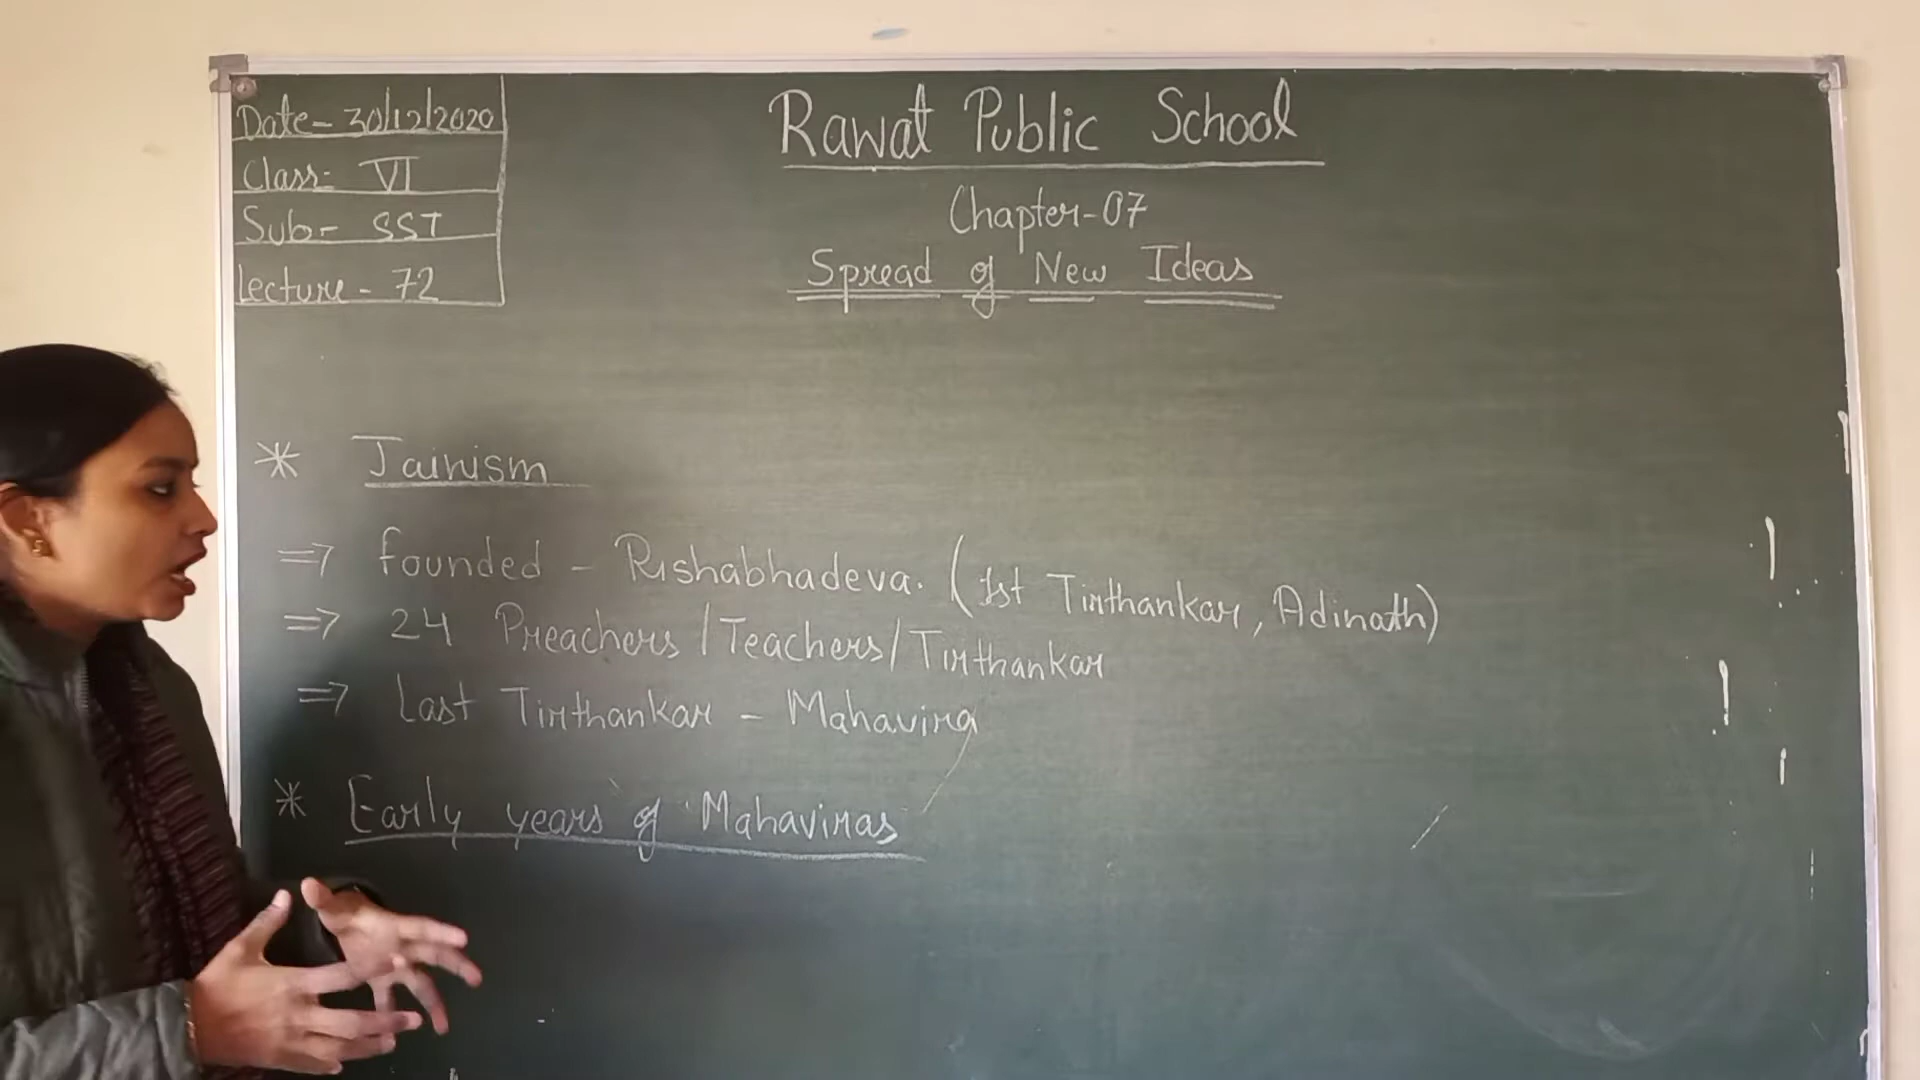 Date- 30/12/2020
Class:- VI
Sub:- SST
Lecture - 72
Rawat Public School
Chapter-07
Spread of New Ideas
* Jainism
⇒ founded - Rishabhadeva. (1st Tirthankar, Adinath)
⇒ 24 Preachers/Teachers/Tirthankar
⇒ Last Tirthankar - Mahavira
* Early years of Mahaviras